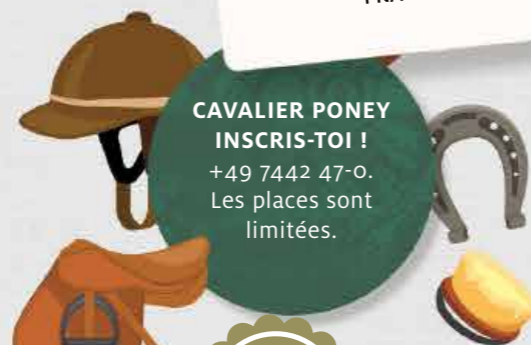 CAVALIER PONEY
INSCRIS-TOI !
+49 7442 47-0.
Les places sont
limitées.